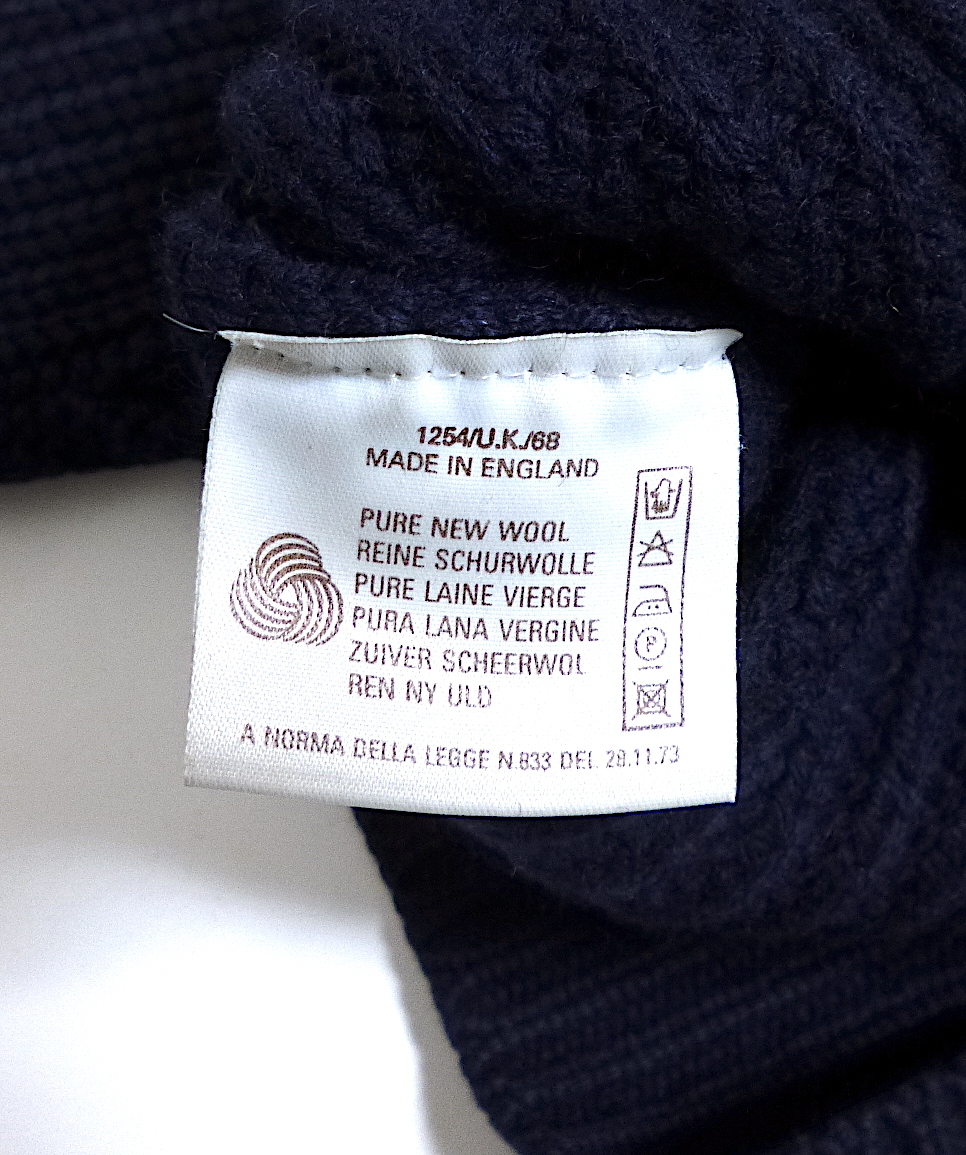 1254/U.K./68
MADE IN ENGLAND
PURE NEW WOOL
REINE SCHURWOLLE
PURE LAINE VIERGE
PURA LANA VERGINE
ZUIVER SCHEERWOL
REN NY ULD
P
A NORMA DELLA LEGGE N.833 DEL 28.11.73